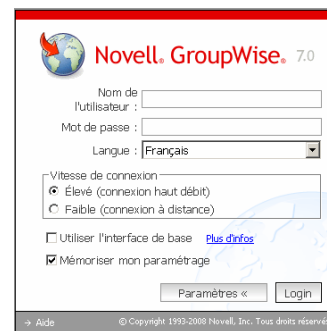 Novell. GroupWise. 7.0
Nom de
l'utilisateur :
Mot de passe :
Langue : Français
Vitesse de connexion
Élevé (connexion haut débit)
Faible (connexion à distance)
Utiliser l'interface de base Plus d'infos
Mémoriser mon paramétrage
Paramètres « Login
Aide © Copyright 1993-2008 Novell, Inc. Tous droits réservé